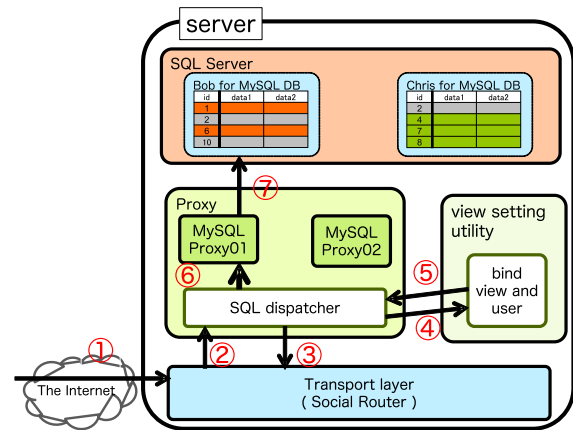 server
SQL Server
Bob for MySQL DB
id data1 data2
1
2
6
10
Chris for MySQL DB
id data1 data2
2
4
7
8
⑦
Proxy
MySQL
Proxy01
MySQL
Proxy02
view setting
utility
⑥
SQL dispatcher
⑤
④
bind
view and
user
①
②
③
The Internet
Transport layer
( Social Router )